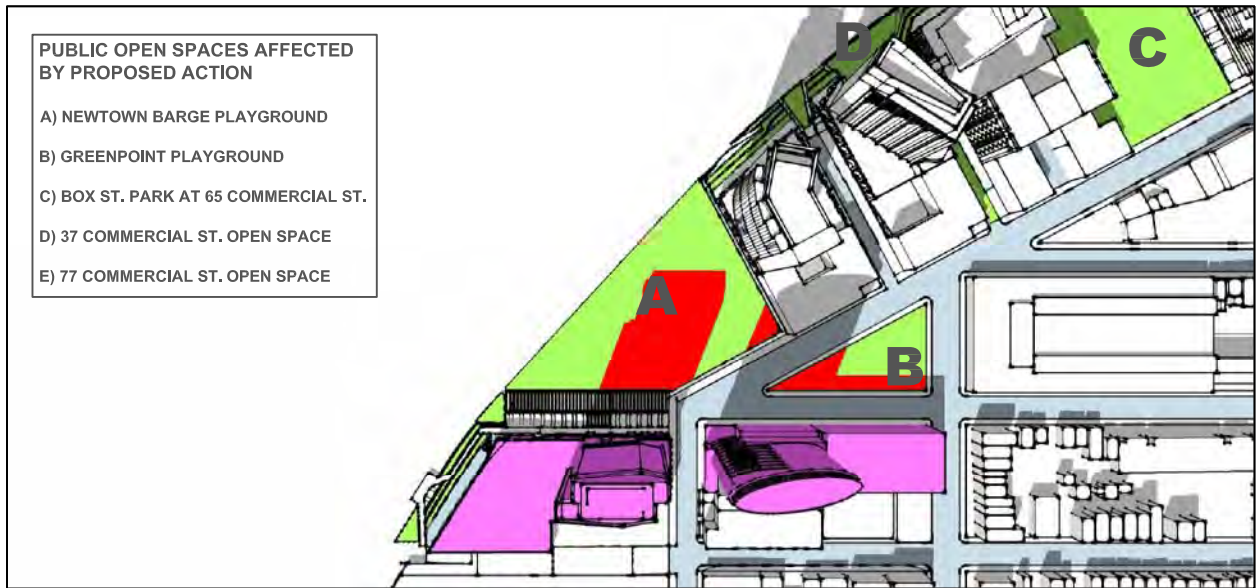 PUBLIC OPEN SPACES AFFECTED
BY PROPOSED ACTION
A) NEWTOWN BARGE PLAYGROUND
B) GREENPOINT PLAYGROUND
C) BOX ST. PARK AT 65 COMMERCIAL ST.
D) 37 COMMERCIAL ST. OPEN SPACE
E) 77 COMMERCIAL ST. OPEN SPACE
D
C
A
B